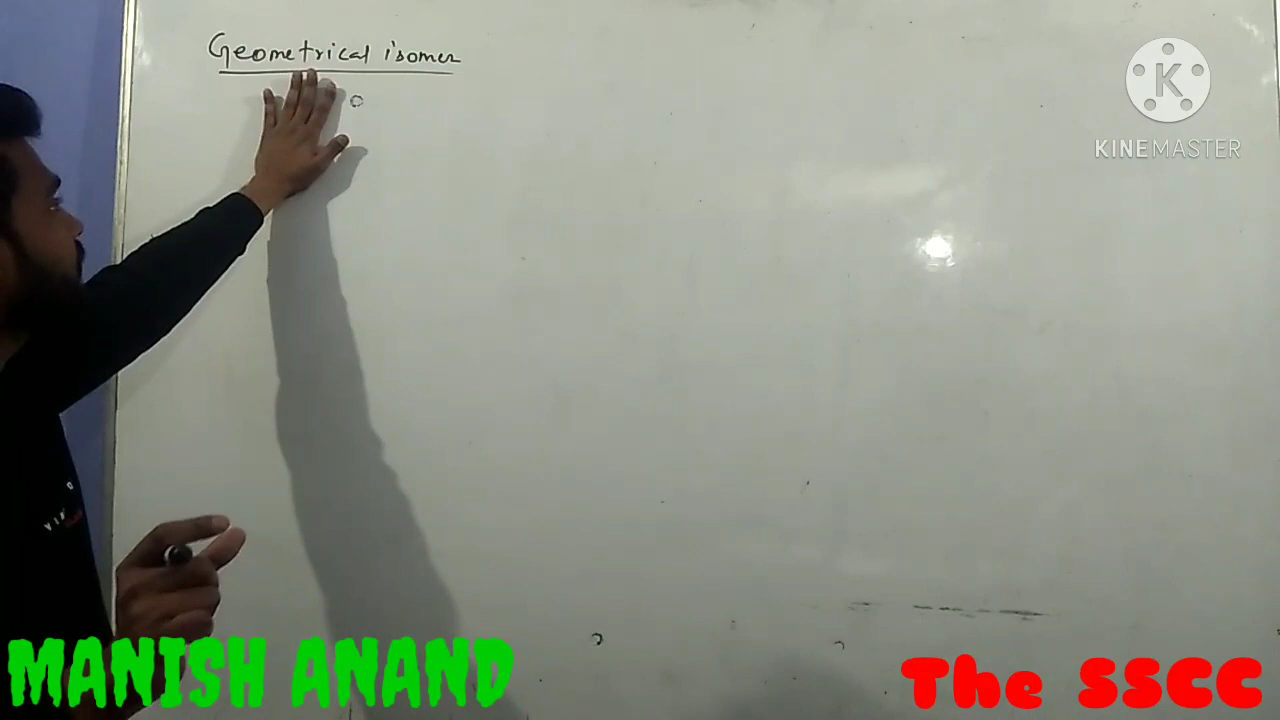 Geometrical isomer
K
KINEMASTER
MANISH ANAND
The SSCC